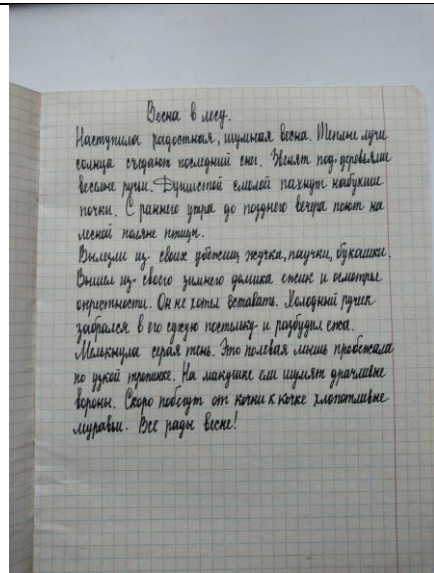 Весна в лесу.
Наступила радостная, шумная весна. Теплые лучи
солнца съедают последний снег. Звенят под деревьями
веселые ручьи. Душистой смолой пахнут набухшие
почки. С раннего утра до позднего вечера поют на
лесной поляне птицы.
Вылезли из своих убежищ жучки, паучки, букашки.
Вышел из своего зимнего домика ежик и осмотрел
окрестности. Он не хотел вставать. Холодный ручеек
забрался в его сухую постельку и разбудил ежа.
Мелькнула серая тень. Это полевая мышь пробежала
по узкой тропинке. На макушке ели шумят драчливые
вороны. Скоро побегут от кочки к кочке хлопотливые
муравьи. Все рады весне!